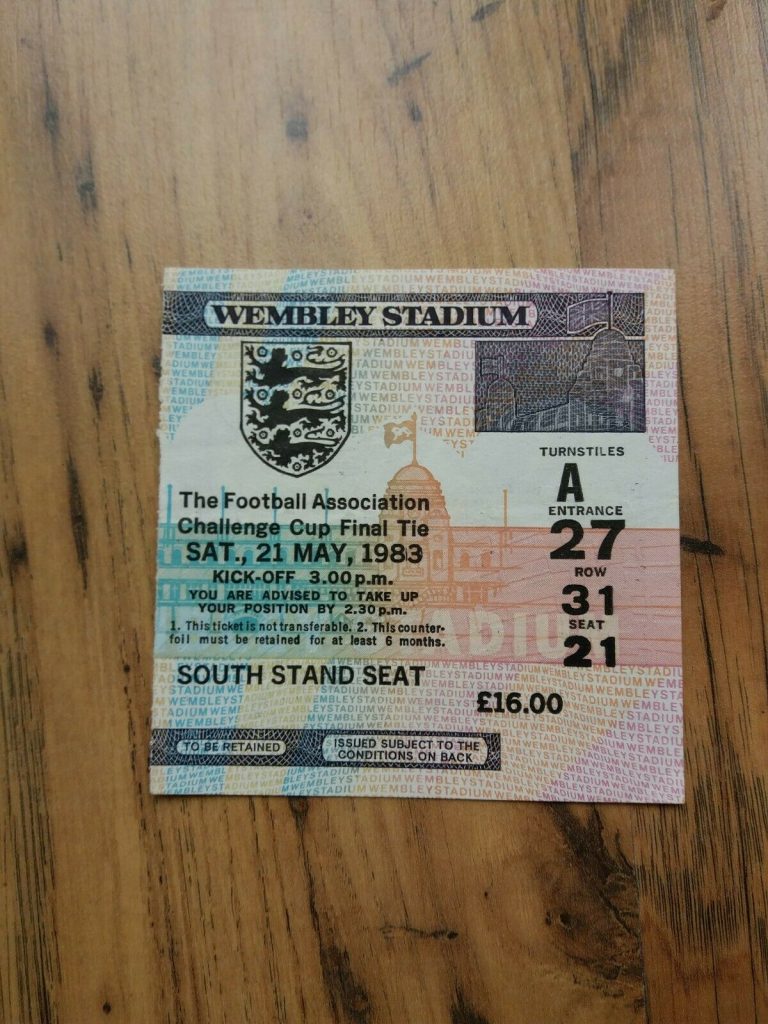 WEMBLEY STADIUM
TURNSTILES
A
ENTRANCE
27
ROW
31
SEAT
21
The Football Association
Challenge Cup Final Tie
SAT., 21 MAY, 1983
KICK-OFF 3.00 p.m.
YOU ARE ADVISED TO TAKE UP
YOUR POSITION BY 2.30 p.m.
1. This ticket is not transferable. 2. This counter-
foil must be retained for at least 6 months.
SOUTH STAND SEAT
£16.00
TO BE RETAINED
ISSUED SUBJECT TO THE
CONDITIONS ON BACK